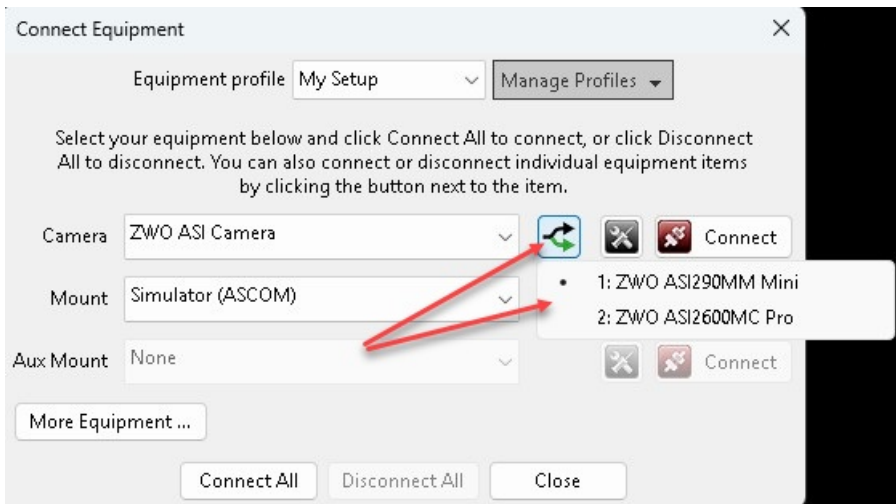 Connect Equipment
Equipment profile My Setup Manage Profiles
Select your equipment below and click Connect All to connect, or click Disconnect
All to disconnect. You can also connect or disconnect individual equipment items
by clicking the button next to the item.
Camera ZWO ASI Camera Connect
1: ZWO ASI290MM Mini
2: ZWO ASI2600MC Pro
Mount Simulator (ASCOM)
Aux Mount None Connect
More Equipment ...
Connect All Disconnect All Close